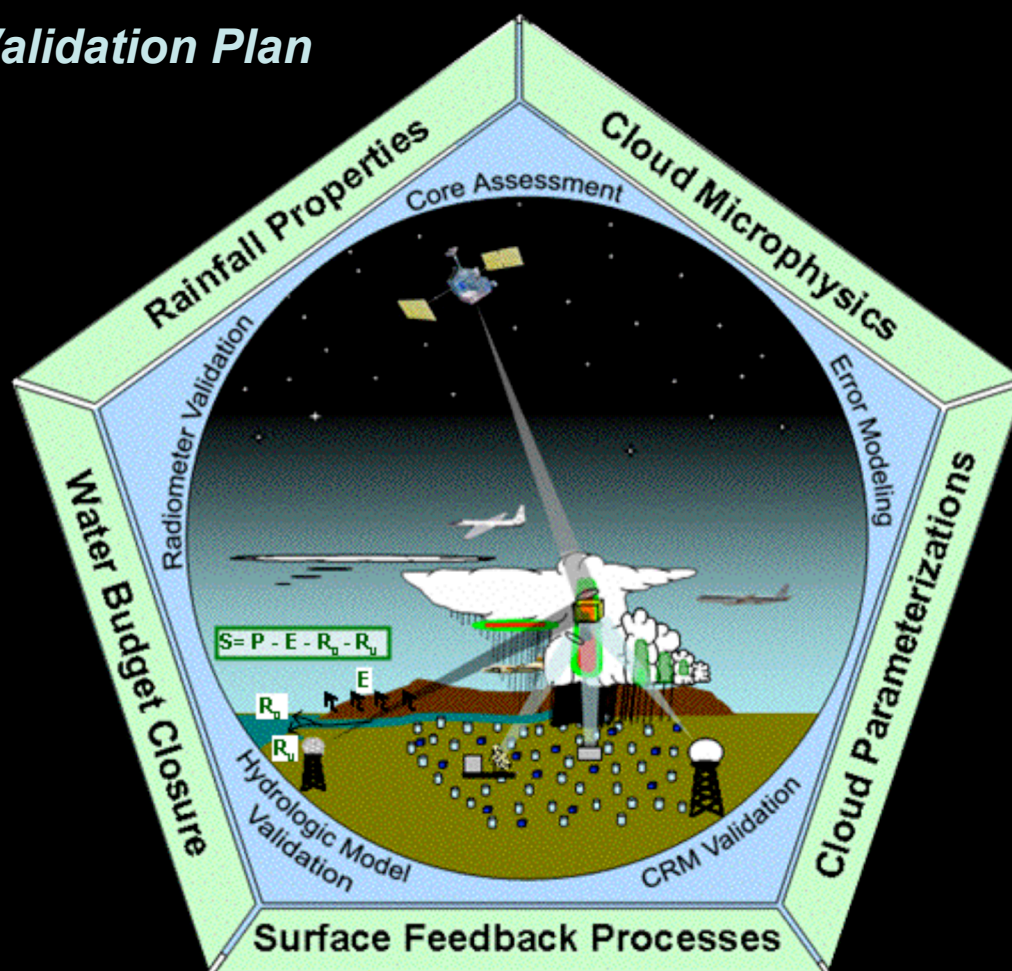 Validation Plan
Rainfall Properties
Cloud Microphysics
Core Assessment
Radiometer Validation
Error Modeling
Water Budget Closure
Cloud Parameterizations
S= P - E - R₀ - Rᵤ
E
R₀
Rᵤ
Hydrologic Model
Validation
CRM Validation
Surface Feedback Processes